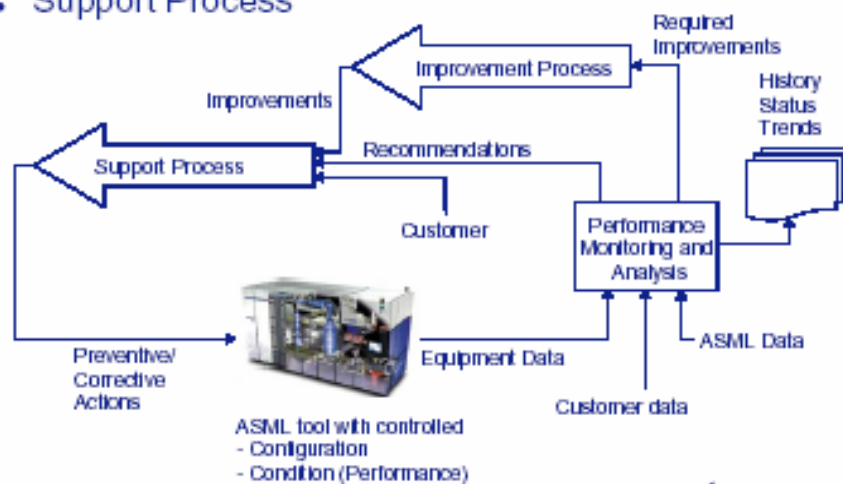 • Support Process
Required
Improvements
Improvement Process
History
Status
Trends
Improvements
Recommendations
Support Process
Customer
Performance
Monitoring and
Analysis
Preventive/
Corrective
Actions
Equipment Data
ASML Data
Customer data
ASML tool with controlled
- Configuration
- Condition (Performance)